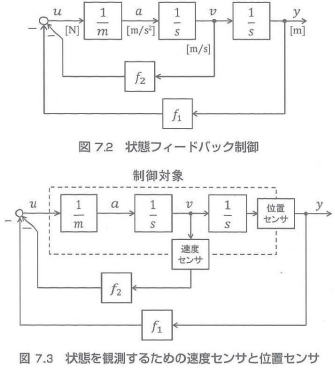 u
1/m
a
1/s
v
1/s
y
−
[N]
[m/s²]
[m/s]
[m]
−
f₂
f₁
図 7.2 状態フィードバック制御
制御対象
u
1/m
a
1/s
v
1/s
位置
センサ
y
−
−
速度
センサ
f₂
f₁
図 7.3 状態を観測するための速度センサと位置センサ